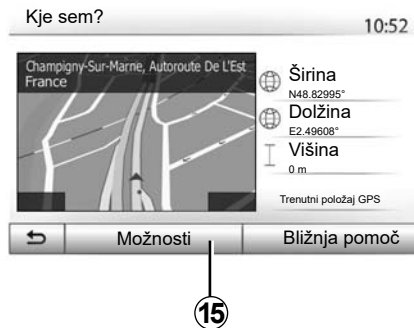 Kje sem?
10:52
Champigny-Sur-Marne, Autoroute De L'Est
France
Širina
N48.82995°
Dolžina
E2.49608°
Višina
0 m
Trenutni položaj GPS
Možnosti
Bližnja pomoč
15